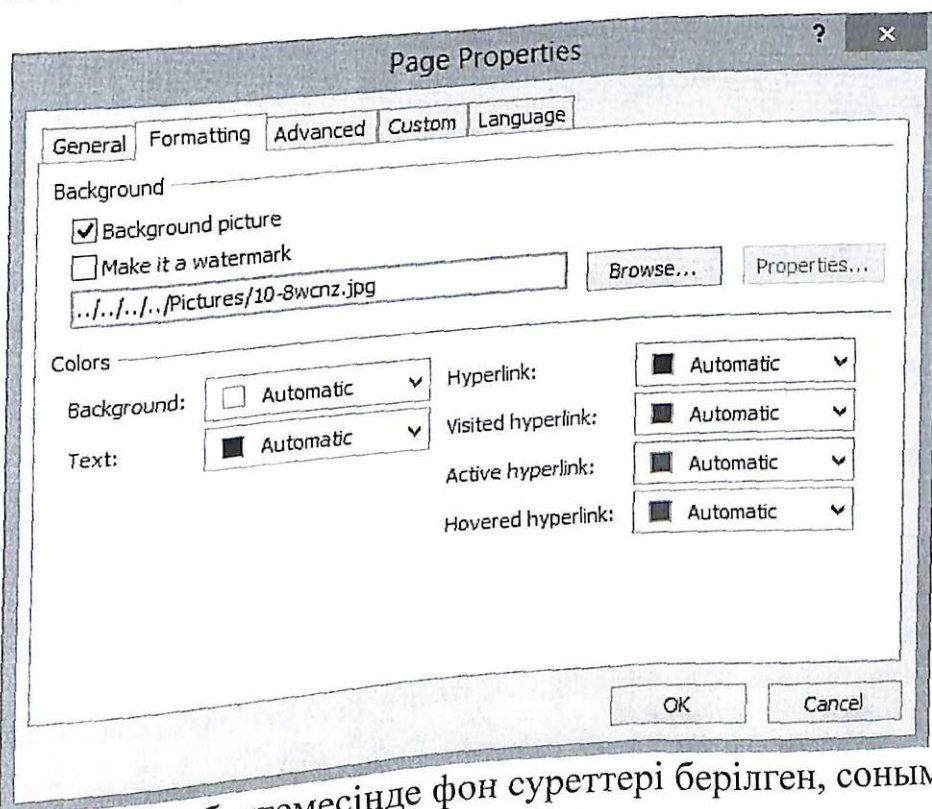 Page Properties ? ×
General Formatting Advanced Custom Language
Background
Background picture
Make it a watermark
../../../../Pictures/10-8wcnz.jpg Browse... Properties...
Colors
Background: Automatic Hyperlink: Automatic
Text: Automatic Visited hyperlink: Automatic
Active hyperlink: Automatic
Hovered hyperlink: Automatic
OK Cancel
фон суреттері берілген,